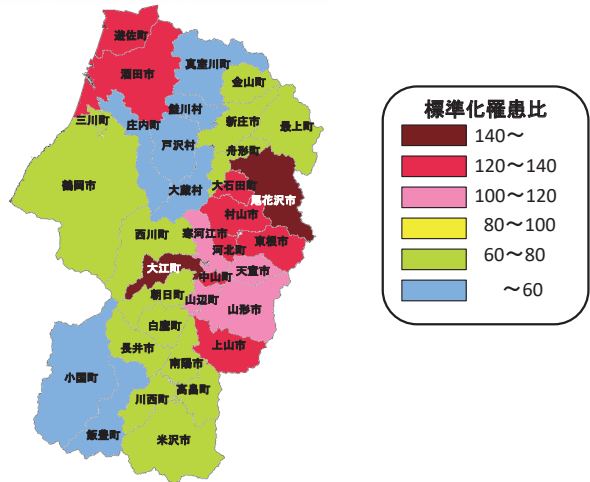 遊佐町
酒田市
真室川町
金山町
鮭川村
三川町
庄内町
新庄市
最上町
戸沢村
舟形町
鶴岡市
大蔵村
大石田町
尾花沢市
村山市
西川町
寒河江市
東根市
河北町
大江町
天童市
中山町
朝日町
山辺町
山形市
白鷹町
上山市
長井市
南陽市
小国町
高畠町
川西町
飯豊町
米沢市
標準化罹患比
140～
120～140
100～120
80～100
60～80
～60